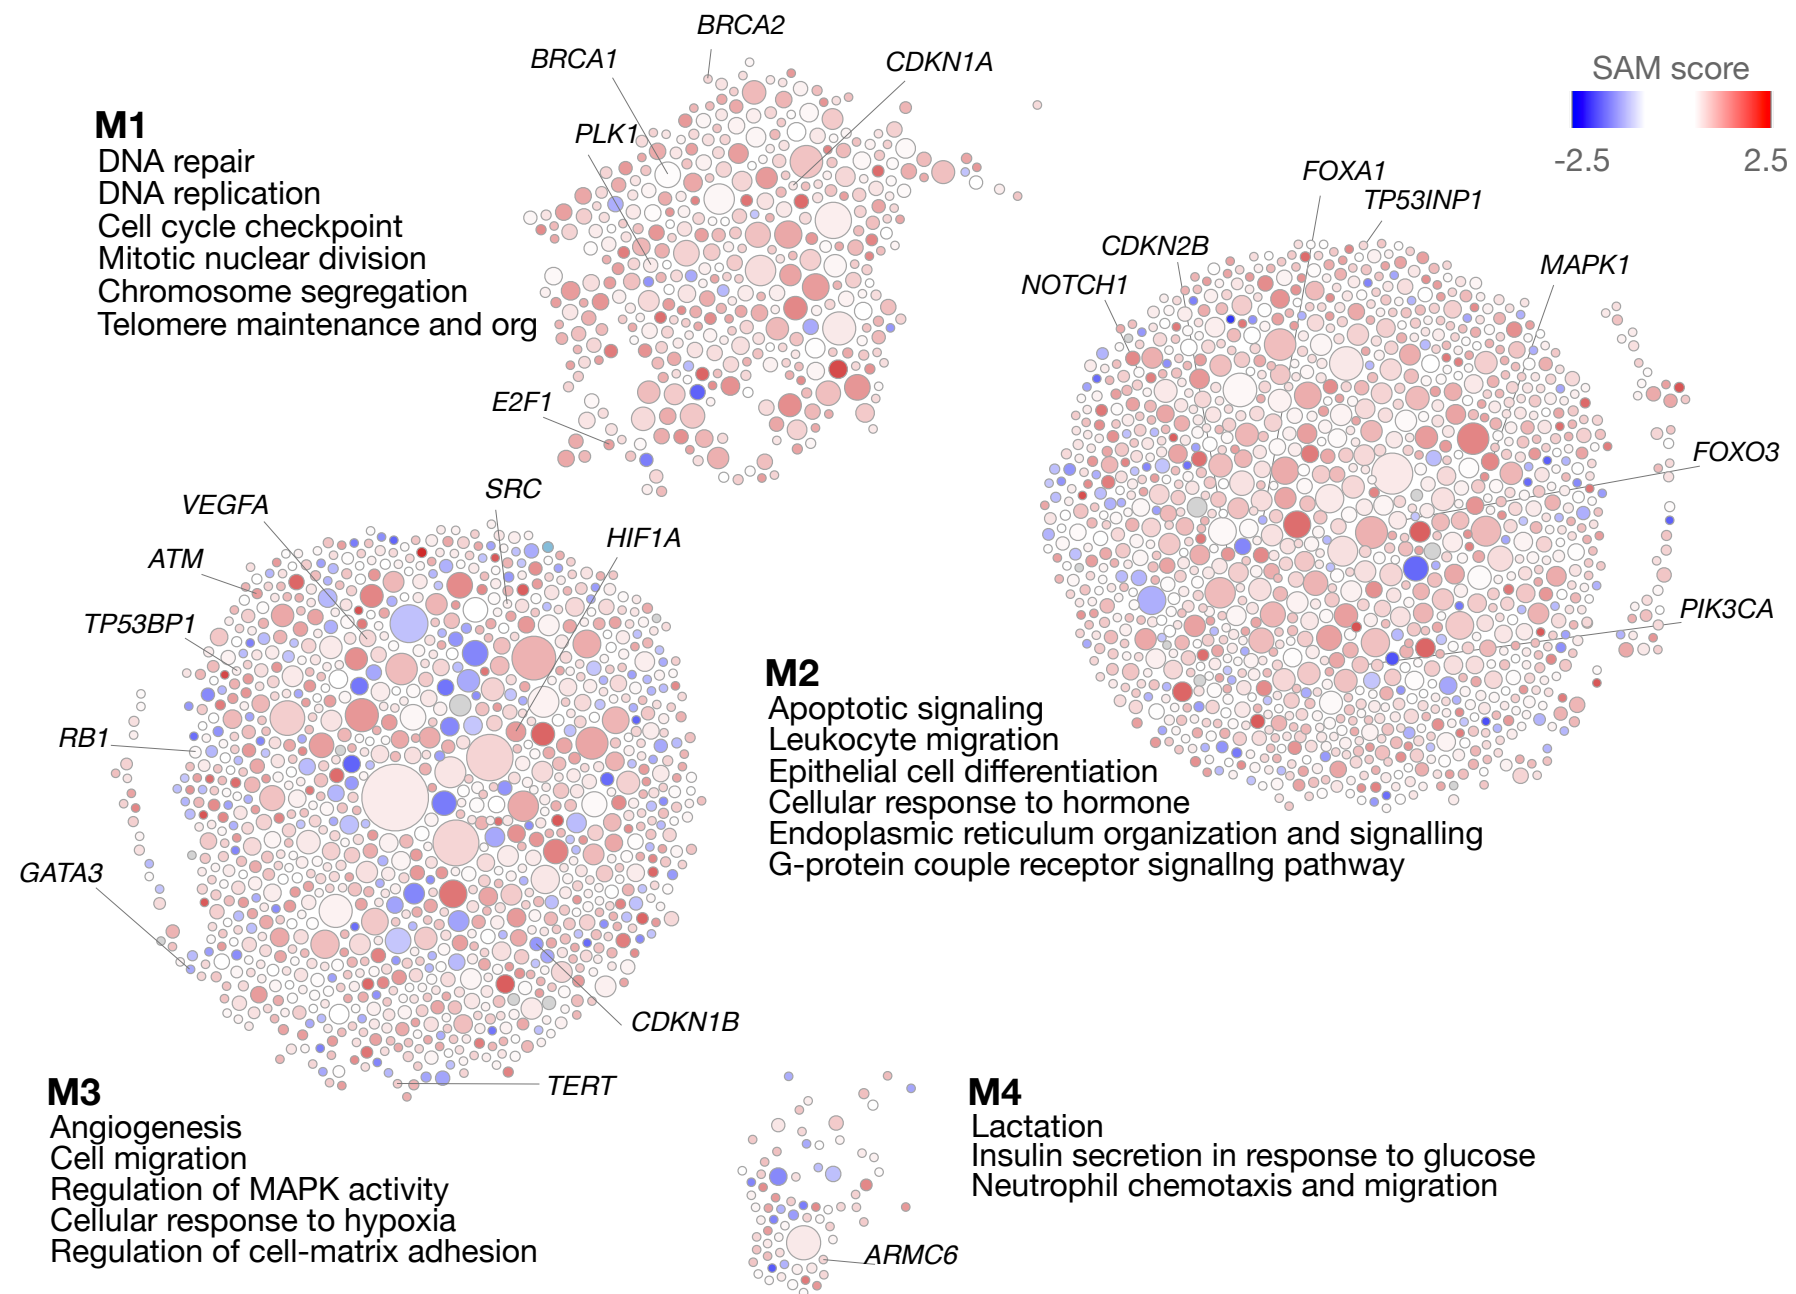 BRCA2
BRCA1
CDKN1A
PLK1
M1
DNA repair
DNA replication
Cell cycle checkpoint
Mitotic nuclear division
Chromosome segregation
Telomere maintenance and org
E2F1
SAM score
-2.5 2.5
FOXA1
TP53INP1
CDKN2B
NOTCH1
MAPK1
FOXO3
PIK3CA
M2
Apoptotic signaling
Leukocyte migration
Epithelial cell differentiation
Cellular response to hormone
Endoplasmic reticulum organization and signalling
G-protein couple receptor signallng pathway
SRC
VEGFA
HIF1A
ATM
TP53BP1
RB1
GATA3
CDKN1B
TERT
M3
Angiogenesis
Cell migration
Regulation of MAPK activity
Cellular response to hypoxia
Regulation of cell-matrix adhesion
M4
Lactation
Insulin secretion in response to glucose
Neutrophil chemotaxis and migration
ARMC6